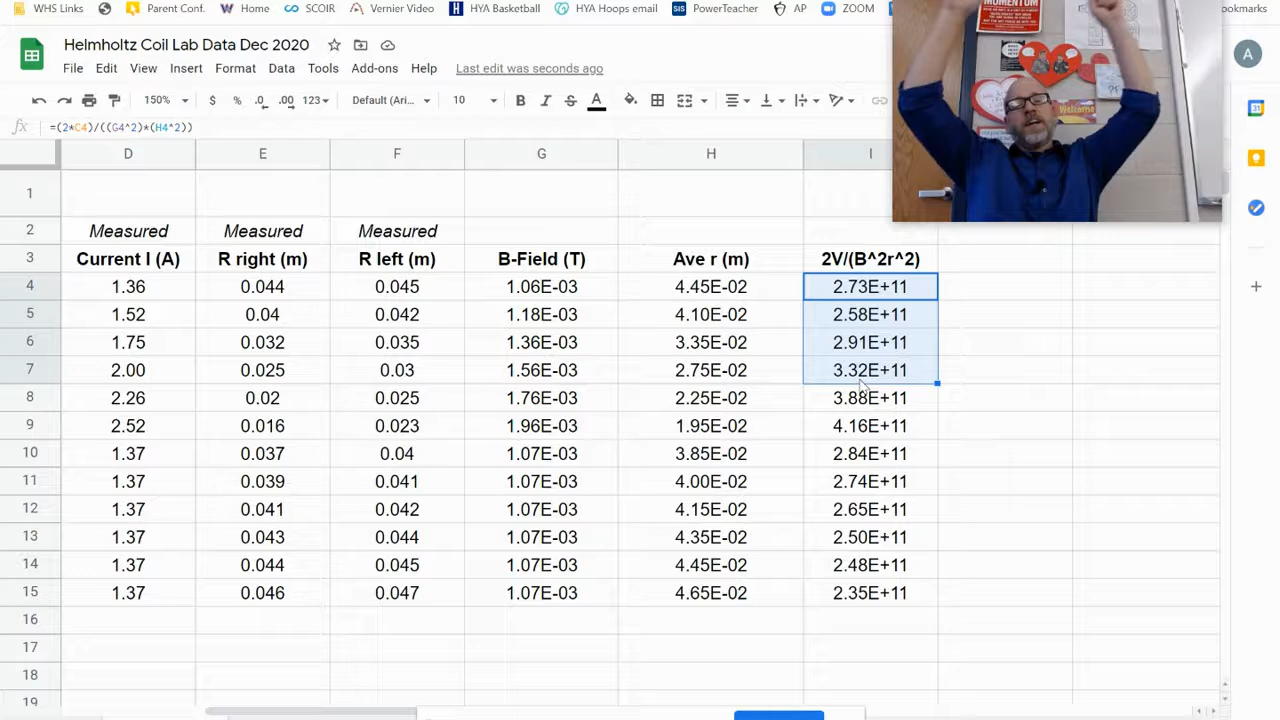 WHS Links Parent Conf. Home SCOIR Vernier Video HYA Basketball HYA Hoops email PowerTeacher AP ZOOM okmarks
Helmholtz Coil Lab Data Dec 2020
File Edit View Insert Format Data Tools Add-ons Help Last edit was seconds ago
150% $ % .0 .00 123 Default (Ari... 10 B I S A
fx =(2*C4)/((G4^2)*(H4^2))
D E F G H I
1
2 Measured Measured Measured
3 Current I (A) R right (m) R left (m) B-Field (T) Ave r (m) 2V/(B^2r^2)
4 1.36 0.044 0.045 1.06E-03 4.45E-02 2.73E+11
5 1.52 0.04 0.042 1.18E-03 4.10E-02 2.58E+11
6 1.75 0.032 0.035 1.36E-03 3.35E-02 2.91E+11
7 2.00 0.025 0.03 1.56E-03 2.75E-02 3.32E+11
8 2.26 0.02 0.025 1.76E-03 2.25E-02 3.88E+11
9 2.52 0.016 0.023 1.96E-03 1.95E-02 4.16E+11
10 1.37 0.037 0.04 1.07E-03 3.85E-02 2.84E+11
11 1.37 0.039 0.041 1.07E-03 4.00E-02 2.74E+11
12 1.37 0.041 0.042 1.07E-03 4.15E-02 2.65E+11
13 1.37 0.043 0.044 1.07E-03 4.35E-02 2.50E+11
14 1.37 0.044 0.045 1.07E-03 4.45E-02 2.48E+11
15 1.37 0.046 0.047 1.07E-03 4.65E-02 2.35E+11
16
17
18
19
A
31
MOMENTUM
Welcome